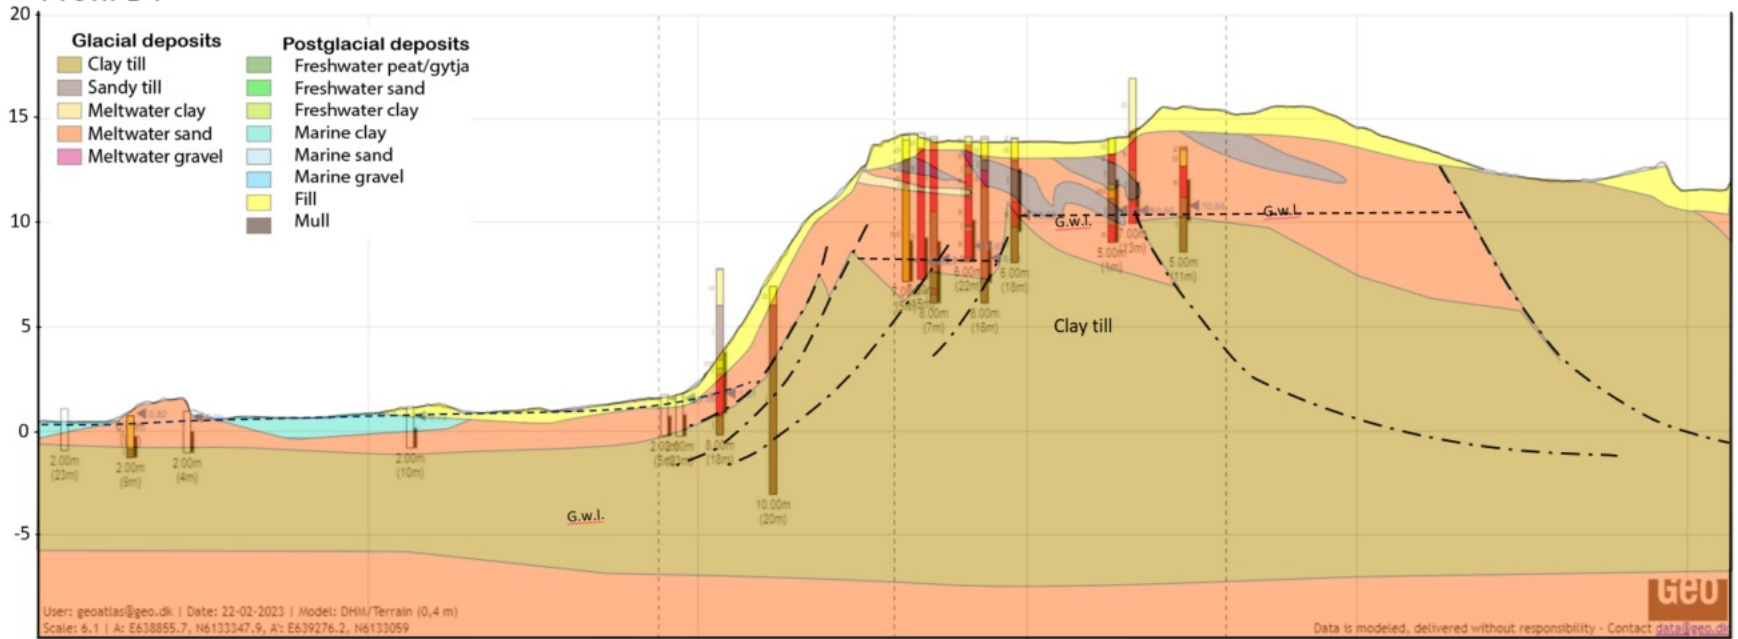 20
15
10
5
0
-5
Glacial deposits
Clay till
Sandy till
Meltwater clay
Meltwater sand
Meltwater gravel
Postglacial deposits
Freshwater peat/gytja
Freshwater sand
Freshwater clay
Marine clay
Marine sand
Marine gravel
Fill
Mull
G.w.l.
G.w.l.
7.00m
(13m)
5.00m
(1m)
5.00m
(11m)
6.00m
(22m)
6.00m
(18m)
8.00m
(7m)
8.00m
(16m)
Clay till
2.00m
(23m)
2.00m
(9m)
2.00m
(4m)
2.00m
(10m)
8.00m
(18m)
10.00m
(20m)
G.w.l.
Geo
User: geoatlas@geo.dk | Date: 22-02-2023 | Model: DHM/Terrain (0,4 m)
Scale: 6.1 | A: E638855.7, N6133347.9, A': E639276.2, N6133059
Data is modeled, delivered without responsibility - Contact data@geo.dk